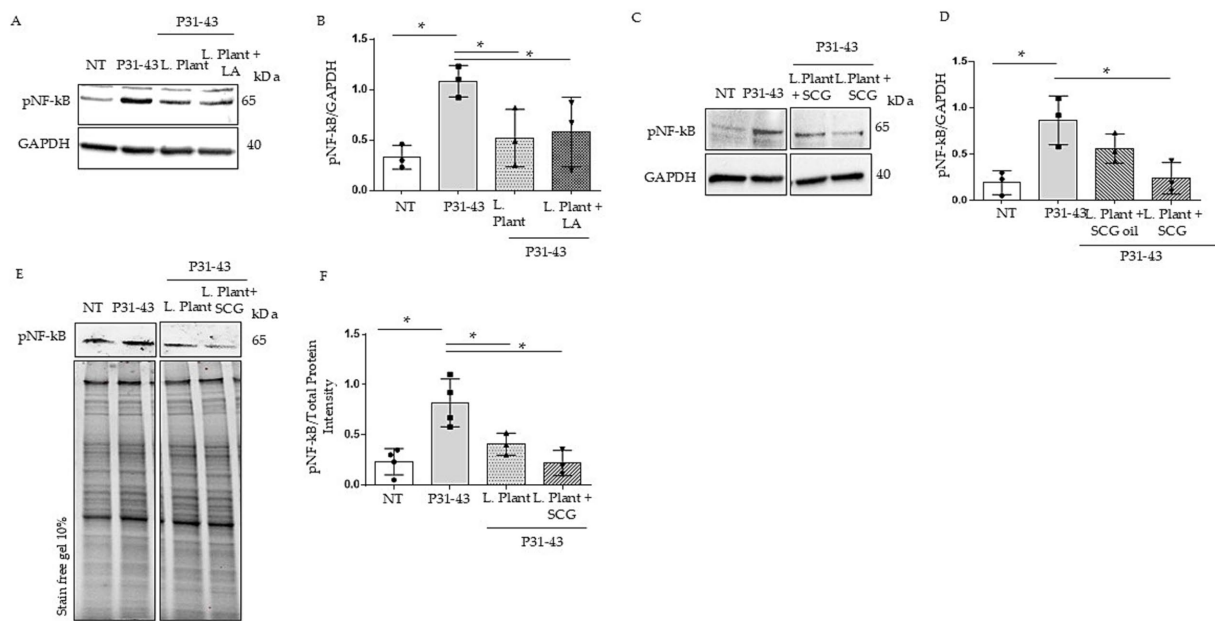 A
P31-43
NT P31-43 L. Plant L. Plant + LA kDa
pNF-kB 65
GAPDH 40
B
pNF-kB/GAPDH
1.5
1.0
0.5
0.0
* * *
NT P31-43 L. Plant L. Plant + LA
P31-43
C
P31-43
NT P31-43 L. Plant + SCG L. Plant + SCG kDa
pNF-kB 65
GAPDH 40
D
pNF-kB/GAPDH
1.5
1.0
0.5
0.0
* *
NT P31-43 L. Plant + SCG oil L. Plant + SCG
P31-43
E
P31-43
NT P31-43 L. Plant L. Plant+ SCG kDa
pNF-kB 65
Stain free gel 10%
F
pNF-kB/Total Protein
Intensity
1.5
1.0
0.5
0.0
* * *
NT P31-43 L. Plant L. Plant + SCG
P31-43